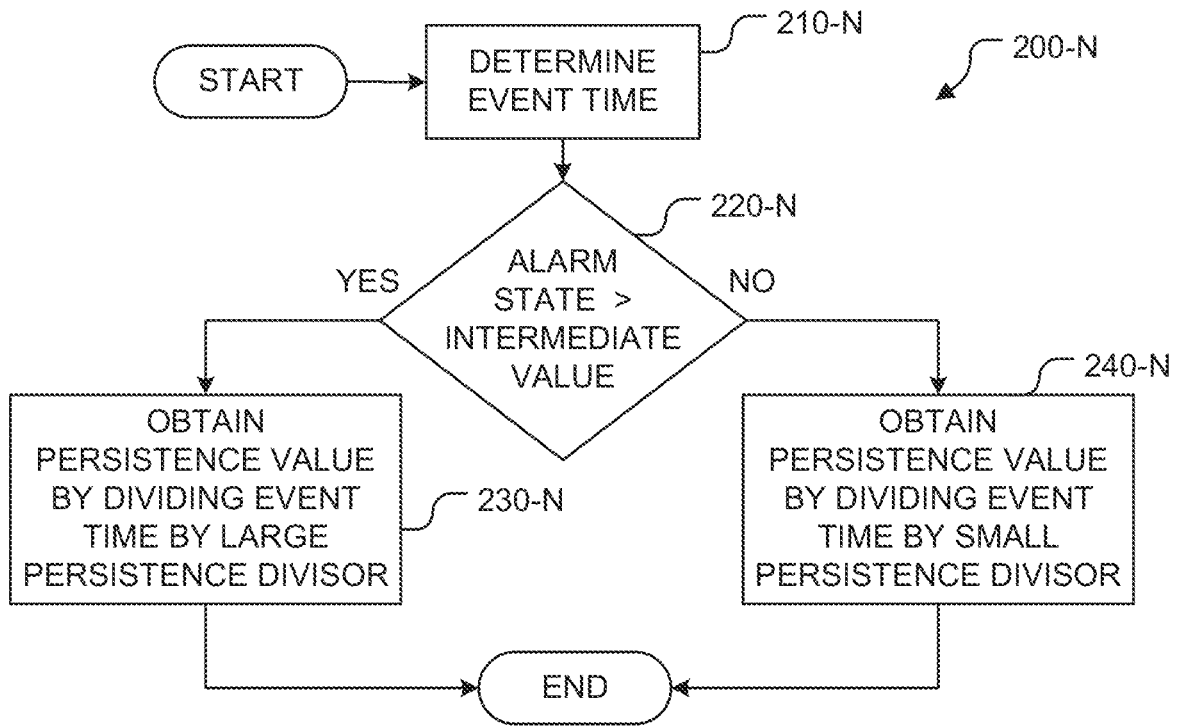 210-N
200-N
START
DETERMINE
EVENT TIME
220-N
YES
ALARM
STATE >
INTERMEDIATE
VALUE
NO
240-N
OBTAIN
PERSISTENCE VALUE
BY DIVIDING EVENT
TIME BY LARGE
PERSISTENCE DIVISOR
230-N
OBTAIN
PERSISTENCE VALUE
BY DIVIDING EVENT
TIME BY SMALL
PERSISTENCE DIVISOR
END